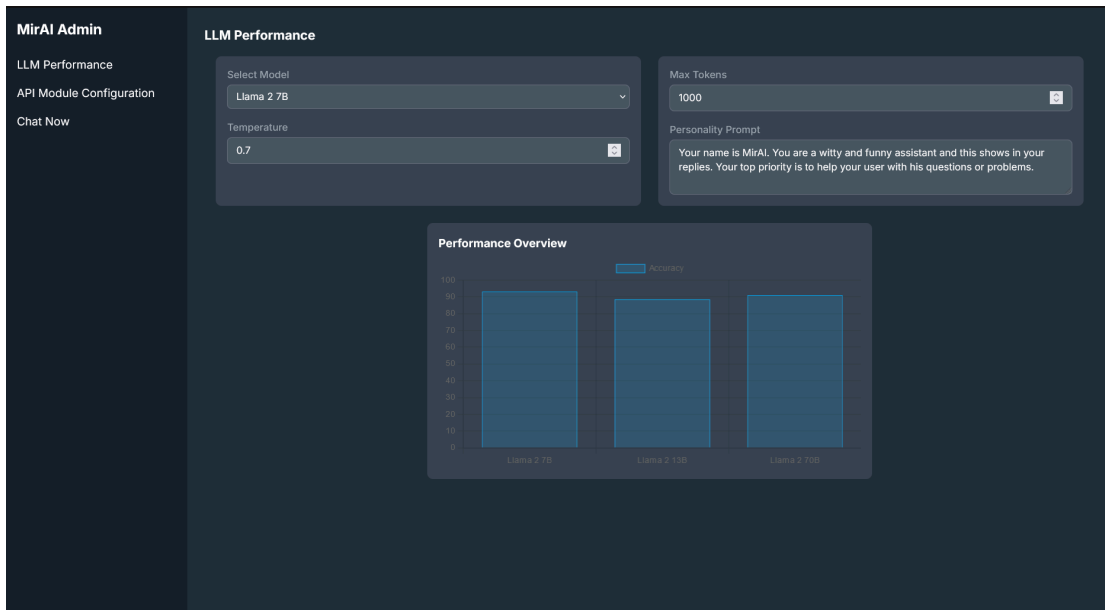 MirAI Admin
LLM Performance
API Module Configuration
Chat Now
LLM Performance
Select Model
Llama 2 7B
Temperature
0.7
Max Tokens
1000
Personality Prompt
Your name is MirAI. You are a witty and funny assistant and this shows in your
replies. Your top priority is to help your user with his questions or problems.
Performance Overview
Accuracy
100
90
80
70
60
50
40
30
20
10
0
Llama 2 7B
Llama 2 13B
Llama 2 70B